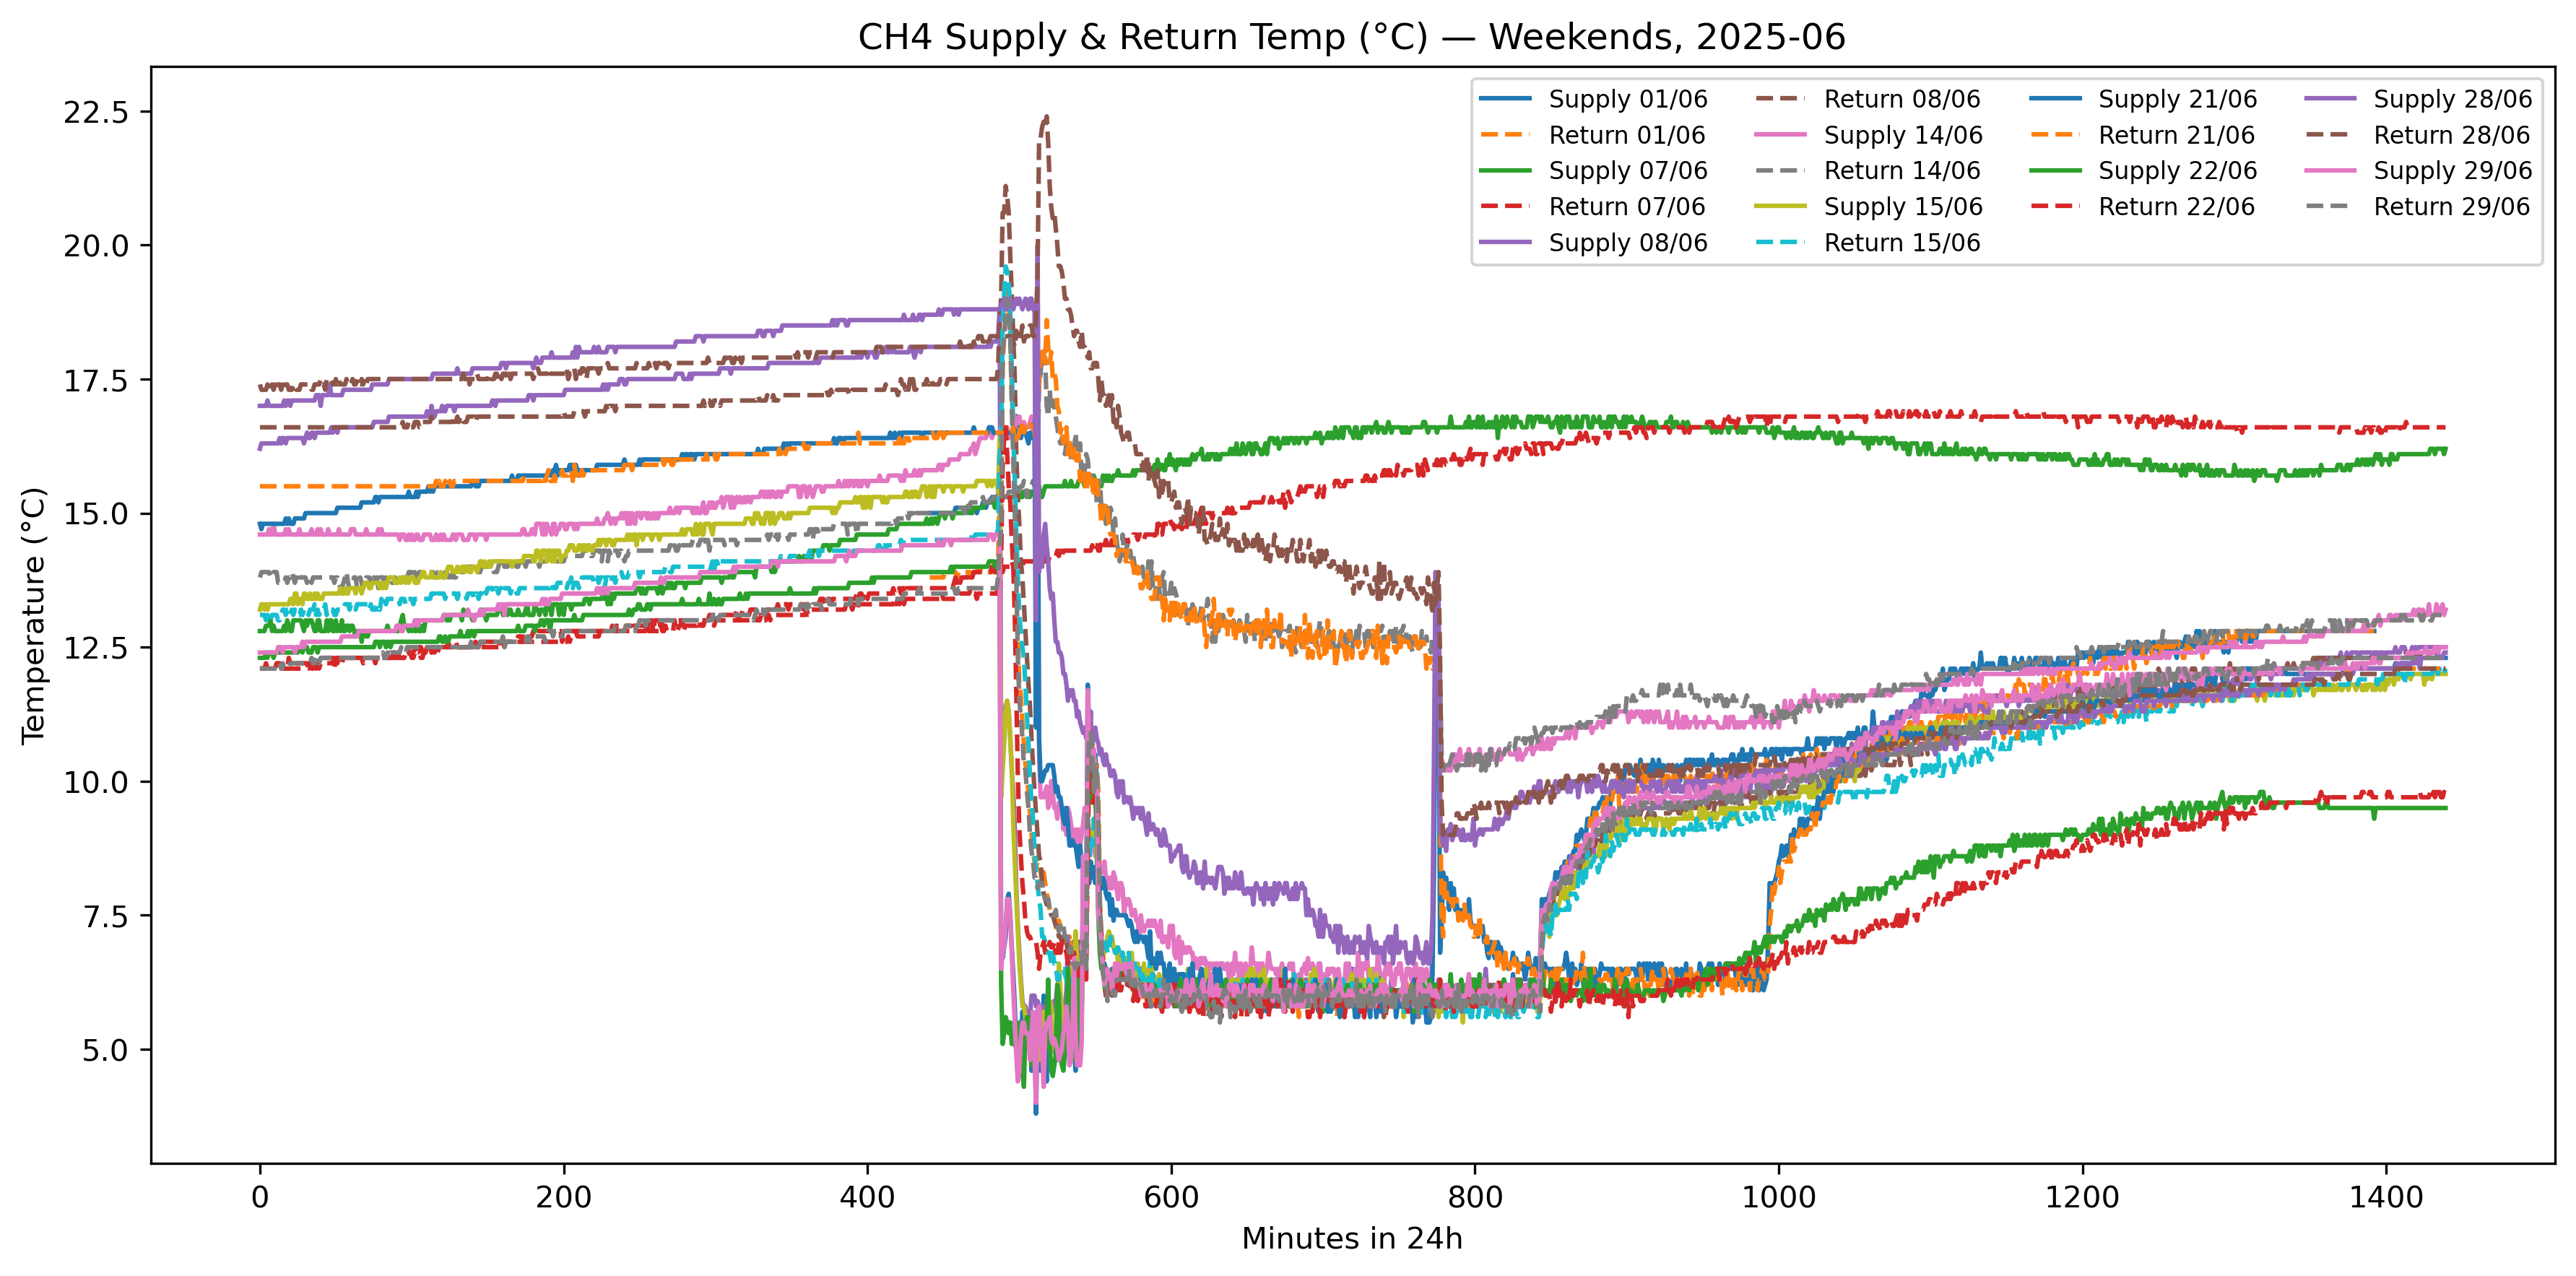 CH4 Supply & Return Temp (°C) — Weekends, 2025-06
Supply 01/06
Return 01/06
Supply 07/06
Return 07/06
Supply 08/06
Return 08/06
Supply 14/06
Return 14/06
Supply 15/06
Return 15/06
Supply 21/06
Return 21/06
Supply 22/06
Return 22/06
Supply 28/06
Return 28/06
Supply 29/06
Return 29/06
Temperature (°C)
22.5
20.0
17.5
15.0
12.5
10.0
7.5
5.0
0 200 400 600 800 1000 1200 1400
Minutes in 24h